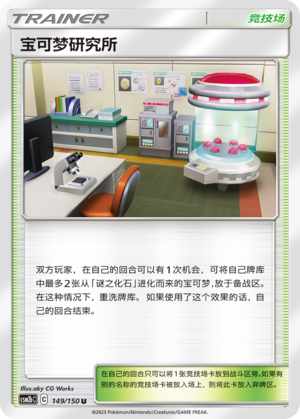 TRAINER
竞技场
宝可梦研究所
双方玩家，在自己的回合可以有1次机会，可将自己牌库
中最多2张从「谜之化石」进化而来的宝可梦，放于备战区。
在这种情况下，重洗牌库。如果使用了这个效果的话，自
己的回合结束。
在自己回合只可以将1张竞技场卡放到战斗区旁。如果有
别的名称的竞技场卡被放入场上，则将此卡放入弃牌区。
Illus.aky CG Works
CSM2b C C 149/150 U
©2023 Pokémon/Nintendo/Creatures/GAME FREAK.